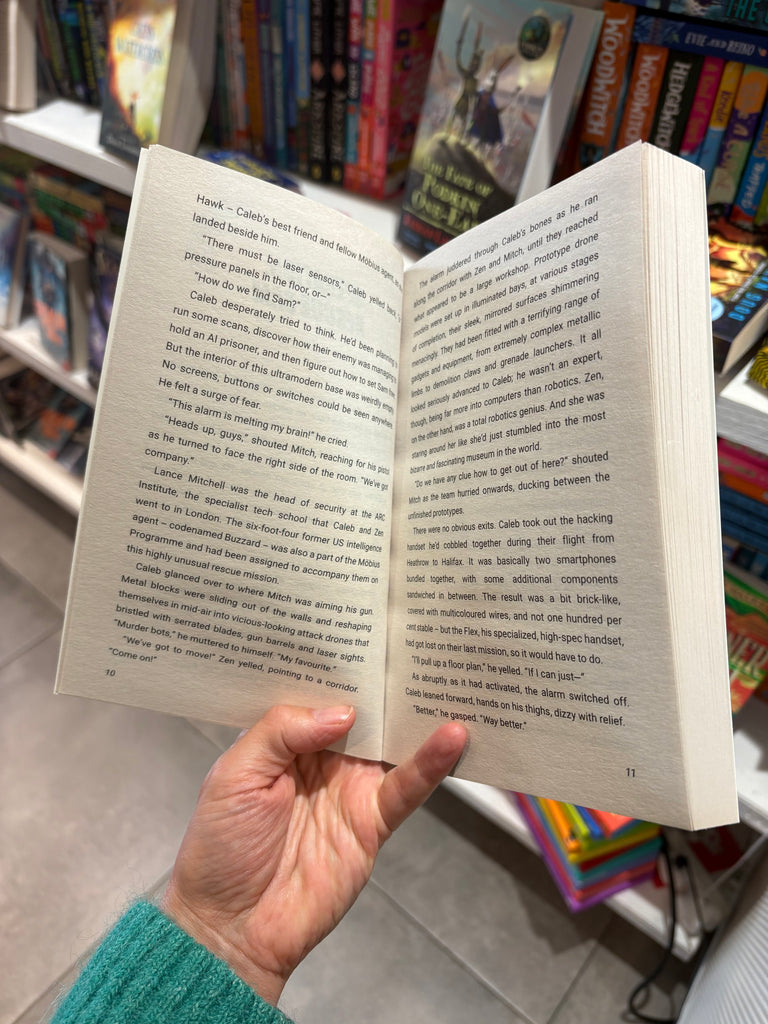 Hawk – Caleb's best friend and fellow Möbius agent
landed beside him.
"There must be laser sensors," Caleb yelled back.
pressure panels in the floor, or—"
"How do we find Sam?"
Caleb desperately tried to think. He'd been planning
run some scans, discover how their enemy was managing
hold an AI prisoner, and then figure out how to set Sam
But the interior of this ultramodern base was weirdly empty.
No screens, buttons or switches could be seen anywhere.
He felt a surge of fear.
"This alarm is melting my brain!" he cried.
"Heads up, guys," shouted Mitch, reaching for his pistol
as he turned to face the right side of the room. "We've got
company."
Lance Mitchell was the head of security at the ARC
Institute, the specialist tech school that Caleb and Zen
went to in London. The six-foot-four former US intelligence
agent – codenamed Buzzard – was also a part of the Möbius
Programme and had been assigned to accompany them on
this highly unusual rescue mission.
Caleb glanced over to where Mitch was aiming his gun.
Metal blocks were sliding out of the walls and reshaping
themselves in mid-air into vicious-looking attack drones that
bristled with serrated blades, gun barrels and laser sights.
"Murder bots," he muttered to himself. "My favourite."
"We've got to move!" Zen yelled, pointing to a corridor.
"Come on!"
10
The alarm juddered through Caleb's bones as he ran
along the corridor with Zen and Mitch, until they reached
what appeared to be a large workshop. Prototype drone
models were set up in illuminated bays, at various stages
of completion, their sleek, mirrored surfaces shimmering
menacingly. They had been fitted with a terrifying range of
gadgets and equipment, from extremely complex metallic
limbs to demolition claws and grenade launchers. It all
looked seriously advanced to Caleb; he wasn't an expert,
though, being far more into computers than robotics. Zen,
on the other hand, was a total robotics genius. And she was
staring around her like she'd just stumbled into the most
bizarre and fascinating museum in the world.
"Do we have any clue how to get out of here?" shouted
Mitch as the team hurried onwards, ducking between the
unfinished prototypes.
There were no obvious exits. Caleb took out the hacking
handset he'd cobbled together during their flight from
Heathrow to Halifax. It was basically two smartphones
bundled together, with some additional components
sandwiched in between. The result was a bit brick-like,
covered with multicoloured wires, and not one hundred per
cent stable – but the Flex, his specialized, high-spec handset,
had got lost on their last mission, so it would have to do.
"I'll pull up a floor plan," he yelled. "If I can just—"
As abruptly as it had activated, the alarm switched off.
Caleb leaned forward, hands on his thighs, dizzy with relief.
"Better," he gasped. "Way better."
11
WOODWITCH
WOODWITCH
HEDGEWITCH
EVIE AND RHINO